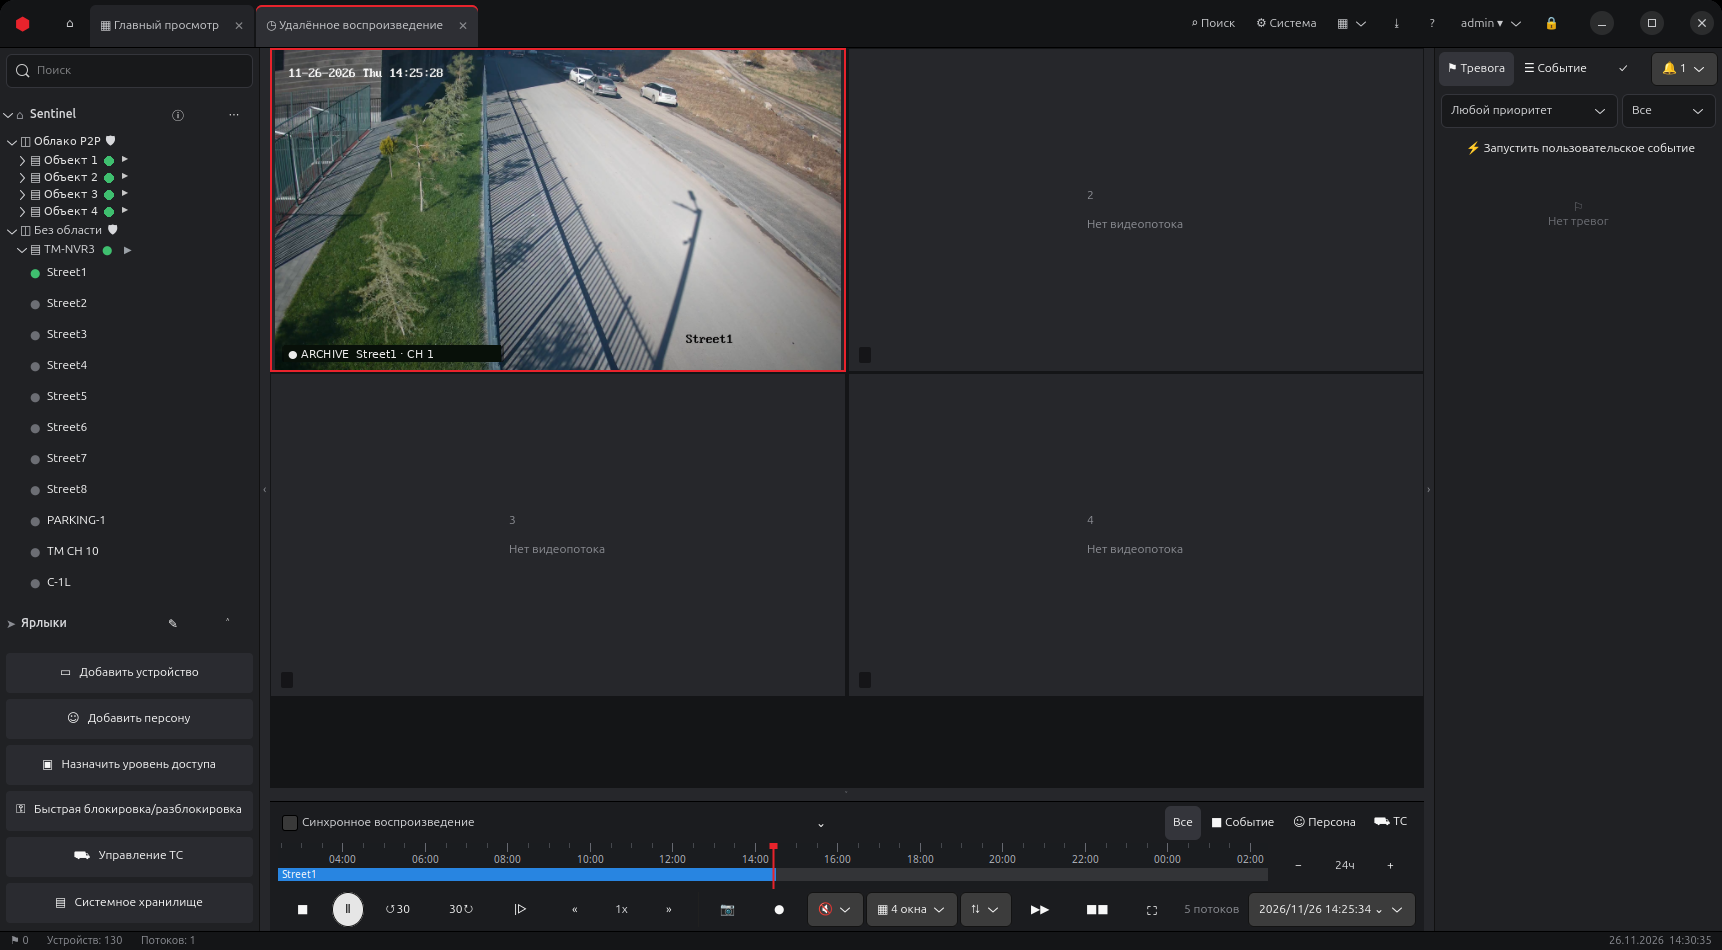 Главный просмотр
Удалённое воспроизведение
Поиск
Система
?
admin
Поиск
Sentinel
Облако P2P
Объект 1
Объект 2
Объект 3
Объект 4
Без области
TM-NVR3
Street1
Street2
Street3
Street4
Street5
Street6
Street7
Street8
PARKING-1
TM CH 10
C-1L
Ярлыки
Добавить устройство
Добавить персону
Назначить уровень доступа
Быстрая блокировка/разблокировка
Управление ТС
Системное хранилище
11-26-2026 Thu 14:25:28
Street1
ARCHIVE Street1 · CH 1
2
Нет видеопотока
3
Нет видеопотока
4
Нет видеопотока
Тревога
Событие
1
Любой приоритет
Все
Запустить пользовательское событие
Нет тревог
Синхронное воспроизведение
Все
Событие
Персона
ТС
04:00 06:00 08:00 10:00 12:00 14:00 16:00 18:00 20:00 22:00 00:00 02:00
Street1
− 24ч +
30
30
« 1x »
4 окна
5 потоков
2026/11/26 14:25:34
0
Устройств: 130
Потоков: 1
26.11.2026 14:30:35